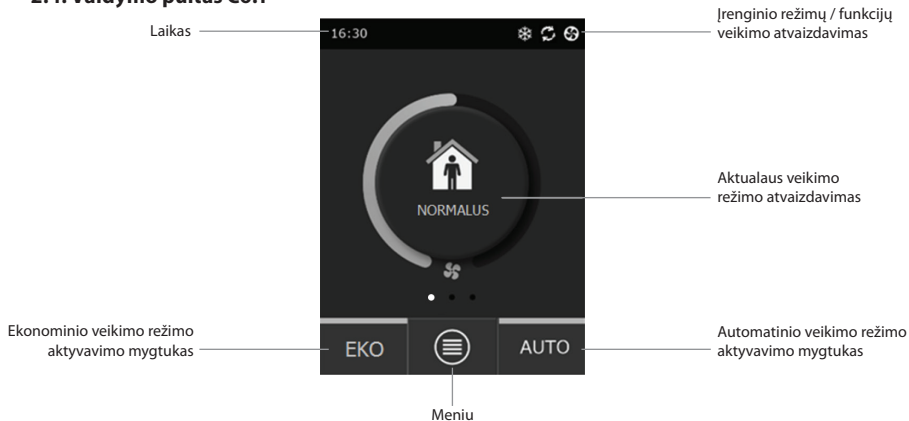 Laikas
Įrenginio režimų / funkcijų
veikimo atvaizdavimas
16:30
NORMALUS
Aktualaus veikimo
režimo atvaizdavimas
Ekonominio veikimo režimo
aktyvavimo mygtukas
EKO
AUTO
Automatinio veikimo režimo
aktyvavimo mygtukas
Meniu